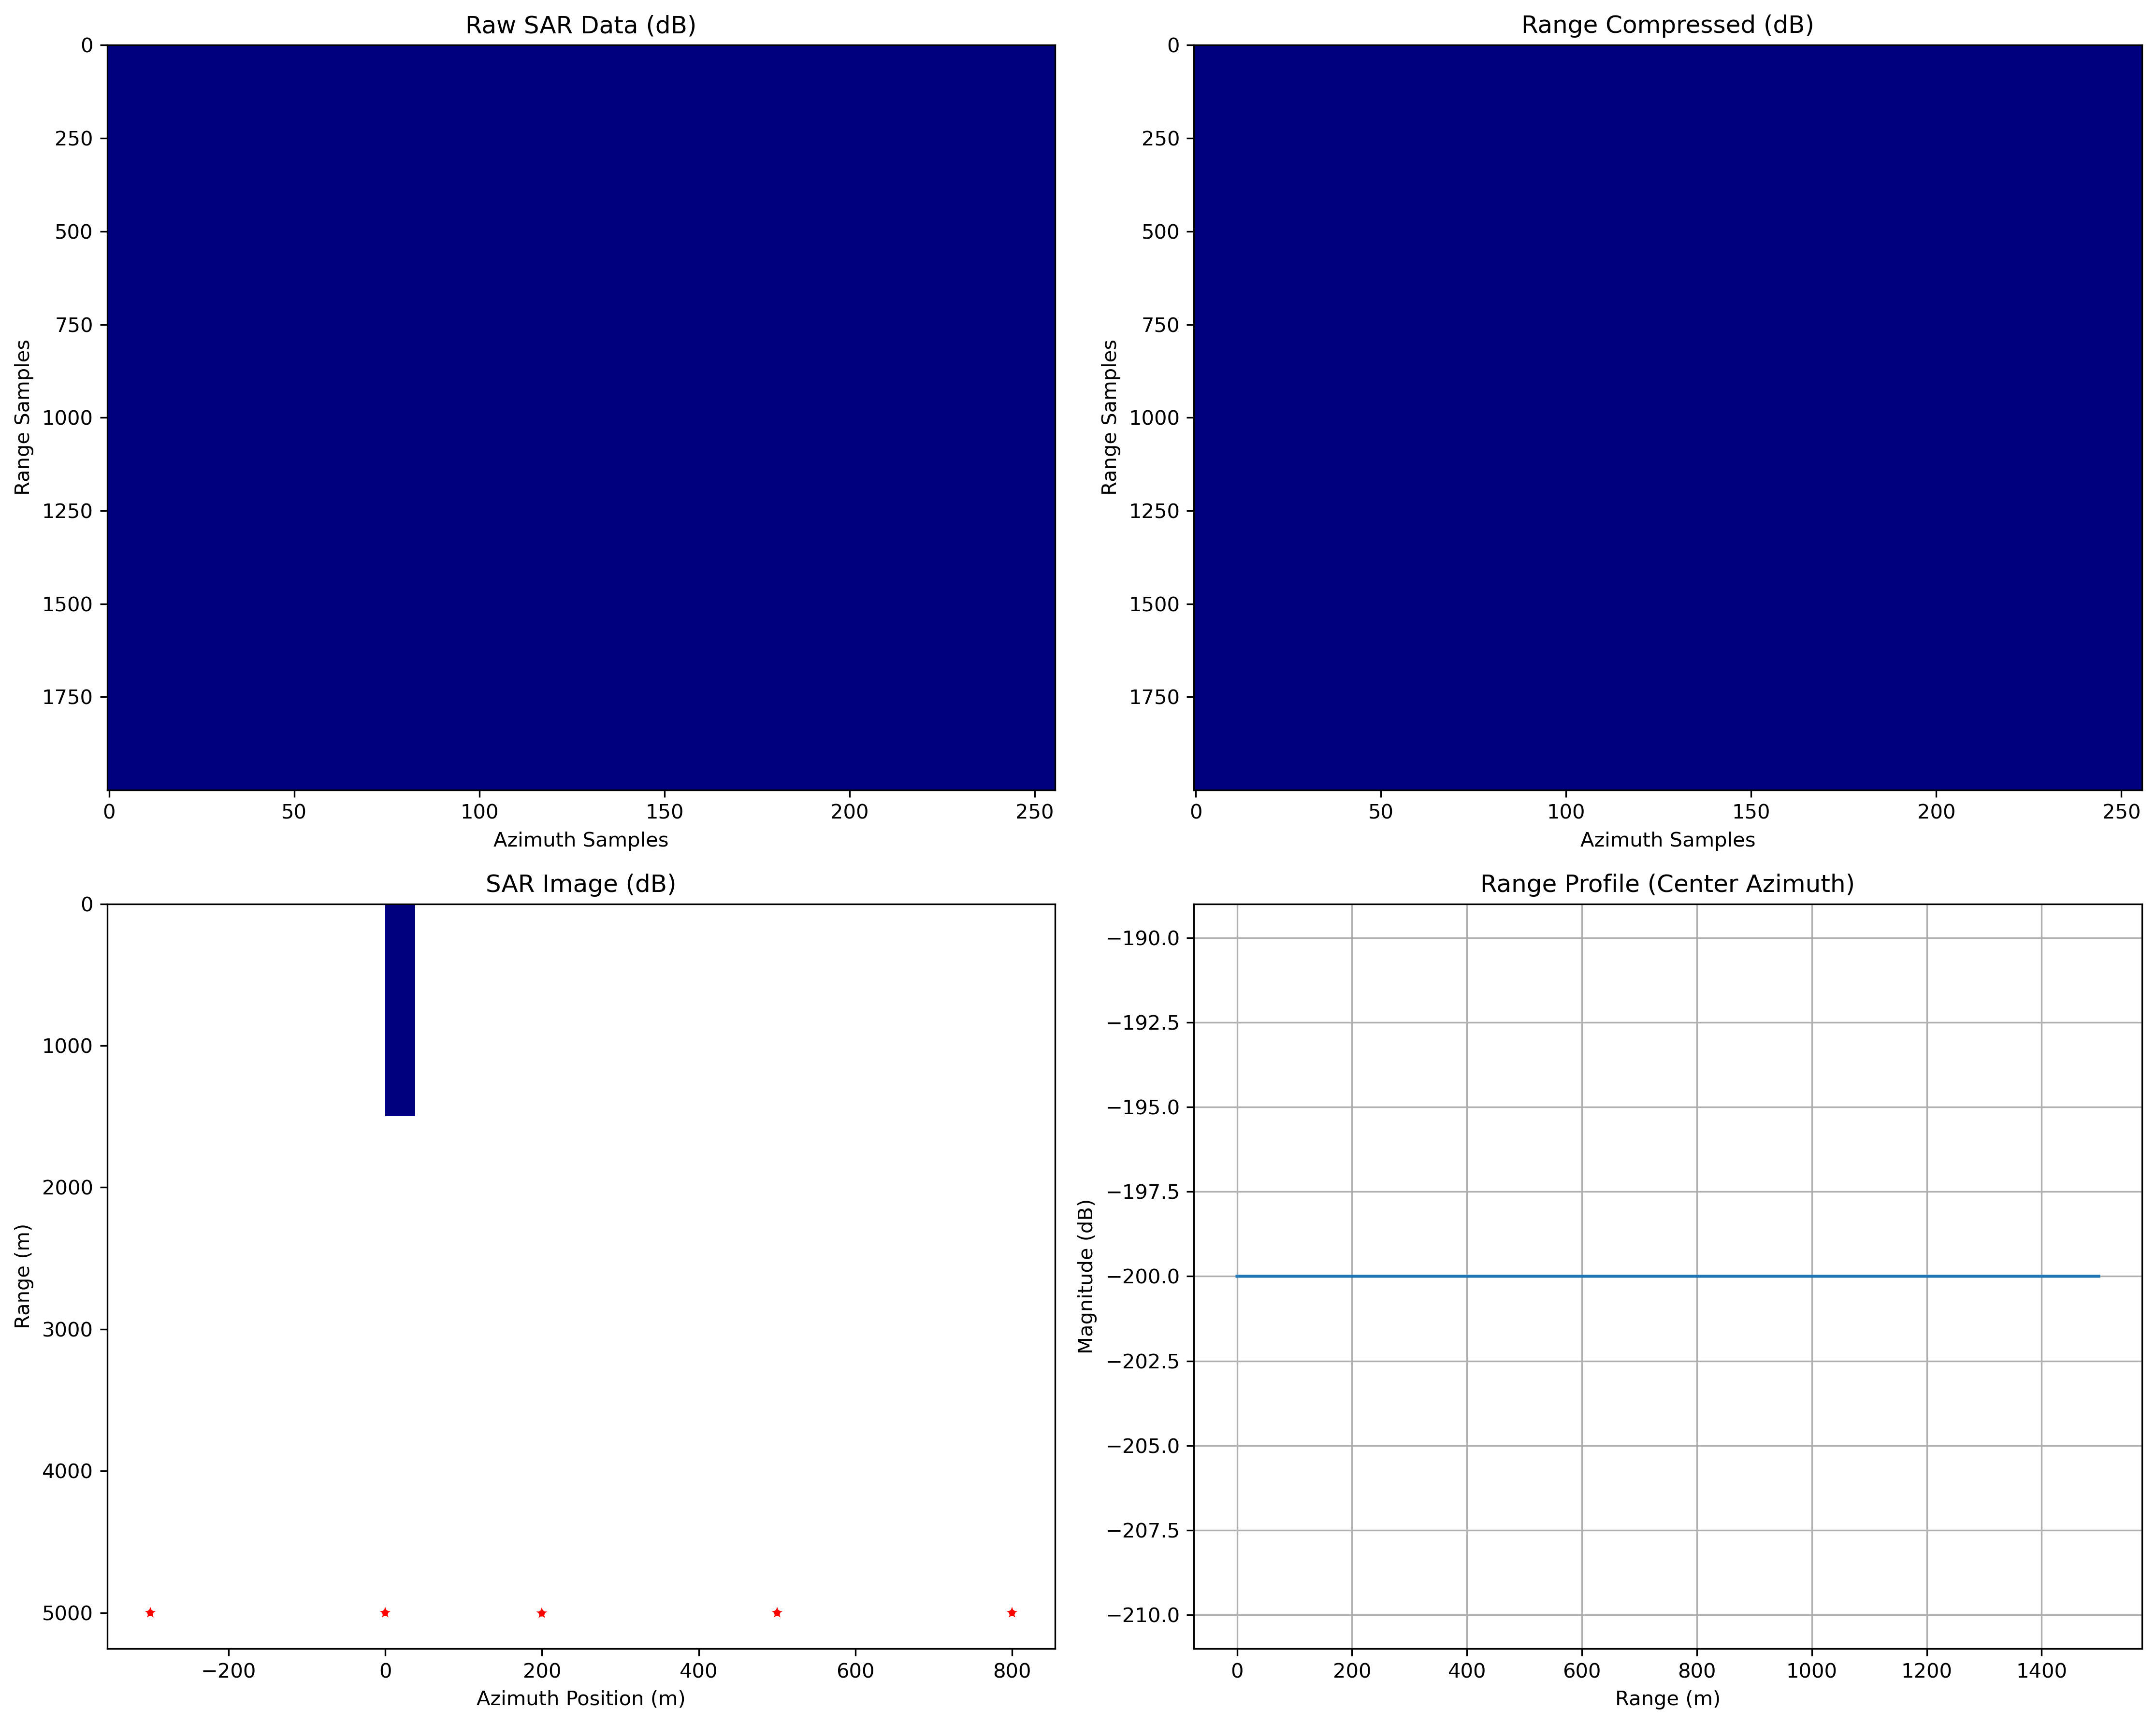 Raw SAR Data (dB)
0
250
500
750
1000
1250
1500
1750
Range Samples
0 50 100 150 200 250
Azimuth Samples
Range Compressed (dB)
0
250
500
750
1000
1250
1500
1750
Range Samples
0 50 100 150 200 250
Azimuth Samples
SAR Image (dB)
0
1000
2000
3000
4000
5000
Range (m)
−200 0 200 400 600 800
Azimuth Position (m)
Range Profile (Center Azimuth)
−190.0
−192.5
−195.0
−197.5
−200.0
−202.5
−205.0
−207.5
−210.0
Magnitude (dB)
0 200 400 600 800 1000 1200 1400
Range (m)